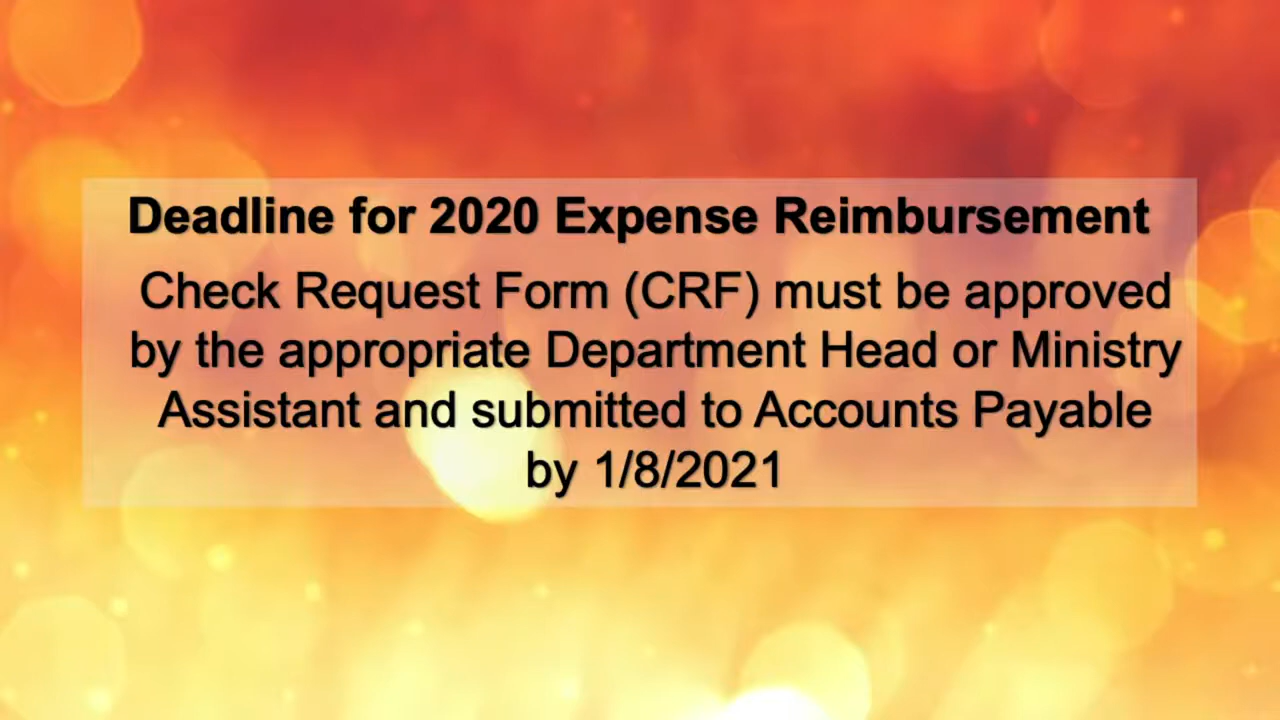 Deadline for 2020 Expense Reimbursement
Check Request Form (CRF) must be approved
by the appropriate Department Head or Ministry
Assistant and submitted to Accounts Payable
by 1/8/2021